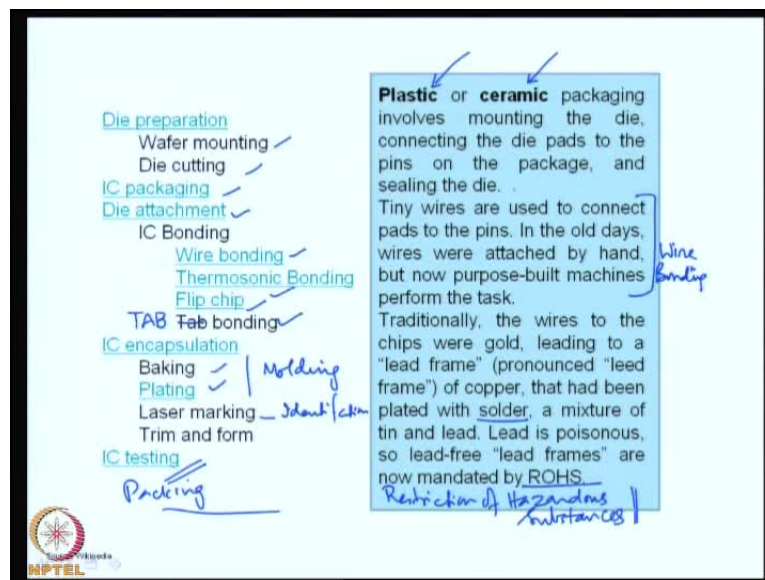 Die preparation
Wafer mounting
Die cutting
IC packaging
Die attachment
IC Bonding
Wire bonding
Thermosonic Bonding
Flip chip
TAB Tab bonding
IC encapsulation
Baking
Plating
Molding
Laser marking Identification
Trim and form
IC testing
Packing
Plastic or ceramic packaging
involves mounting the die,
connecting the die pads to the
pins on the package, and
sealing the die.
Tiny wires are used to connect
pads to the pins. In the old days,
wires were attached by hand,
but now purpose-built machines
perform the task.
Wire
Bonding
Traditionally, the wires to the
chips were gold, leading to a
“lead frame” (pronounced “leed
frame”) of copper, that had been
plated with solder, a mixture of
tin and lead. Lead is poisonous,
so lead-free “lead frames” are
now mandated by ROHS.
Restriction of Hazardous
Substances
Source: Wikipedia
NPTEL